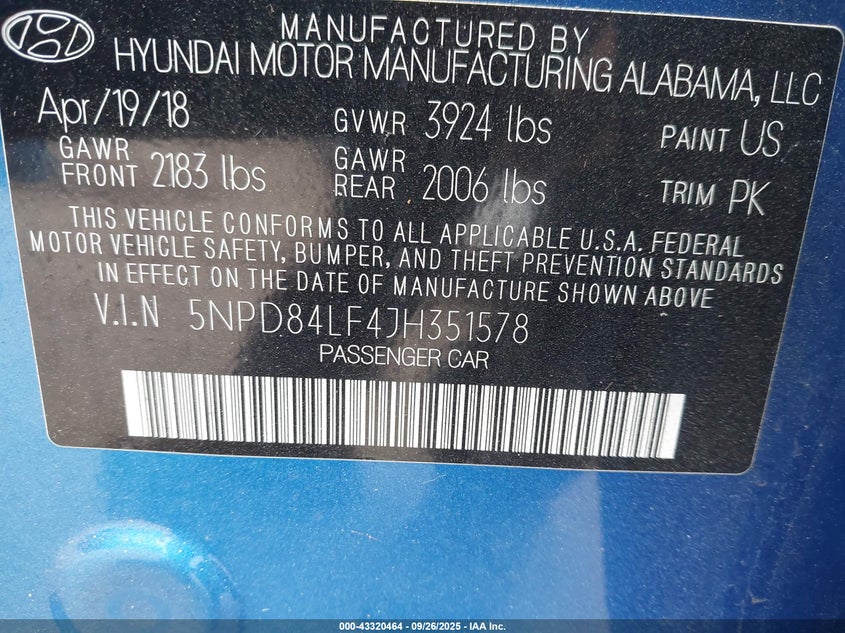 MANUFACTURED BY
HYUNDAI MOTOR MANUFACTURING ALABAMA, LLC
Apr/19/18 GVWR 3924 lbs PAINT US
GAWR FRONT 2183 lbs GAWR REAR 2006 lbs TRIM PK
THIS VEHICLE CONFORMS TO ALL APPLICABLE U.S.A. FEDERAL
MOTOR VEHICLE SAFETY, BUMPER, AND THEFT PREVENTION STANDARDS
IN EFFECT ON THE DATE OF MANUFACTURE SHOWN ABOVE
V.I.N 5NPD84LF4JH351578
PASSENGER CAR
000-43320464 - 09/26/2025 - IAA Inc.